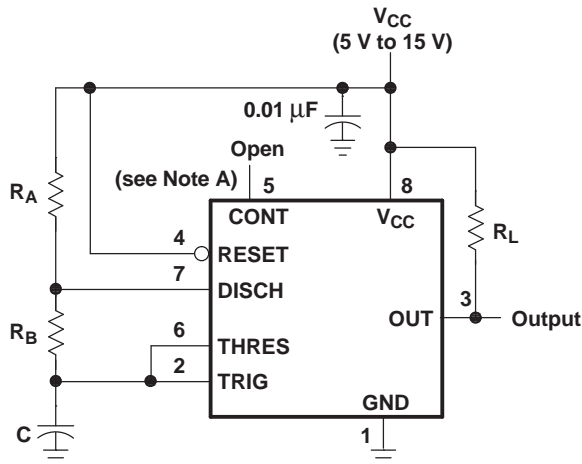 VCC
(5 V to 15 V)
0.01 μF
Open
(see Note A)
5
8
RA
CONT
VCC
RL
4
RESET
7
DISCH
3
RB
OUT
Output
6
THRES
2
TRIG
GND
C
1